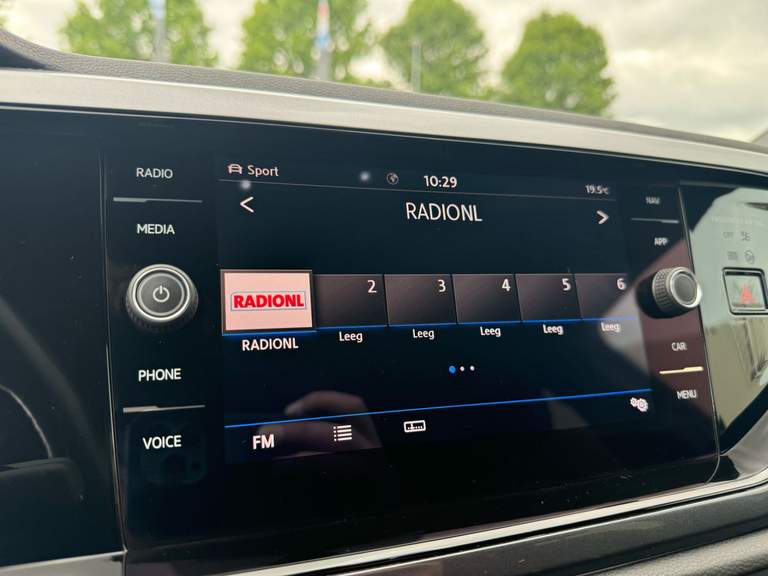 RADIO
MEDIA
PHONE
VOICE
Sport
10:29
19.5°C
RADIONL
RADIONL
2
3
4
5
6
RADIONL
Leeg
Leeg
Leeg
Leeg
Leeg
FM
NAV
APP
CAR
MENU
OFF